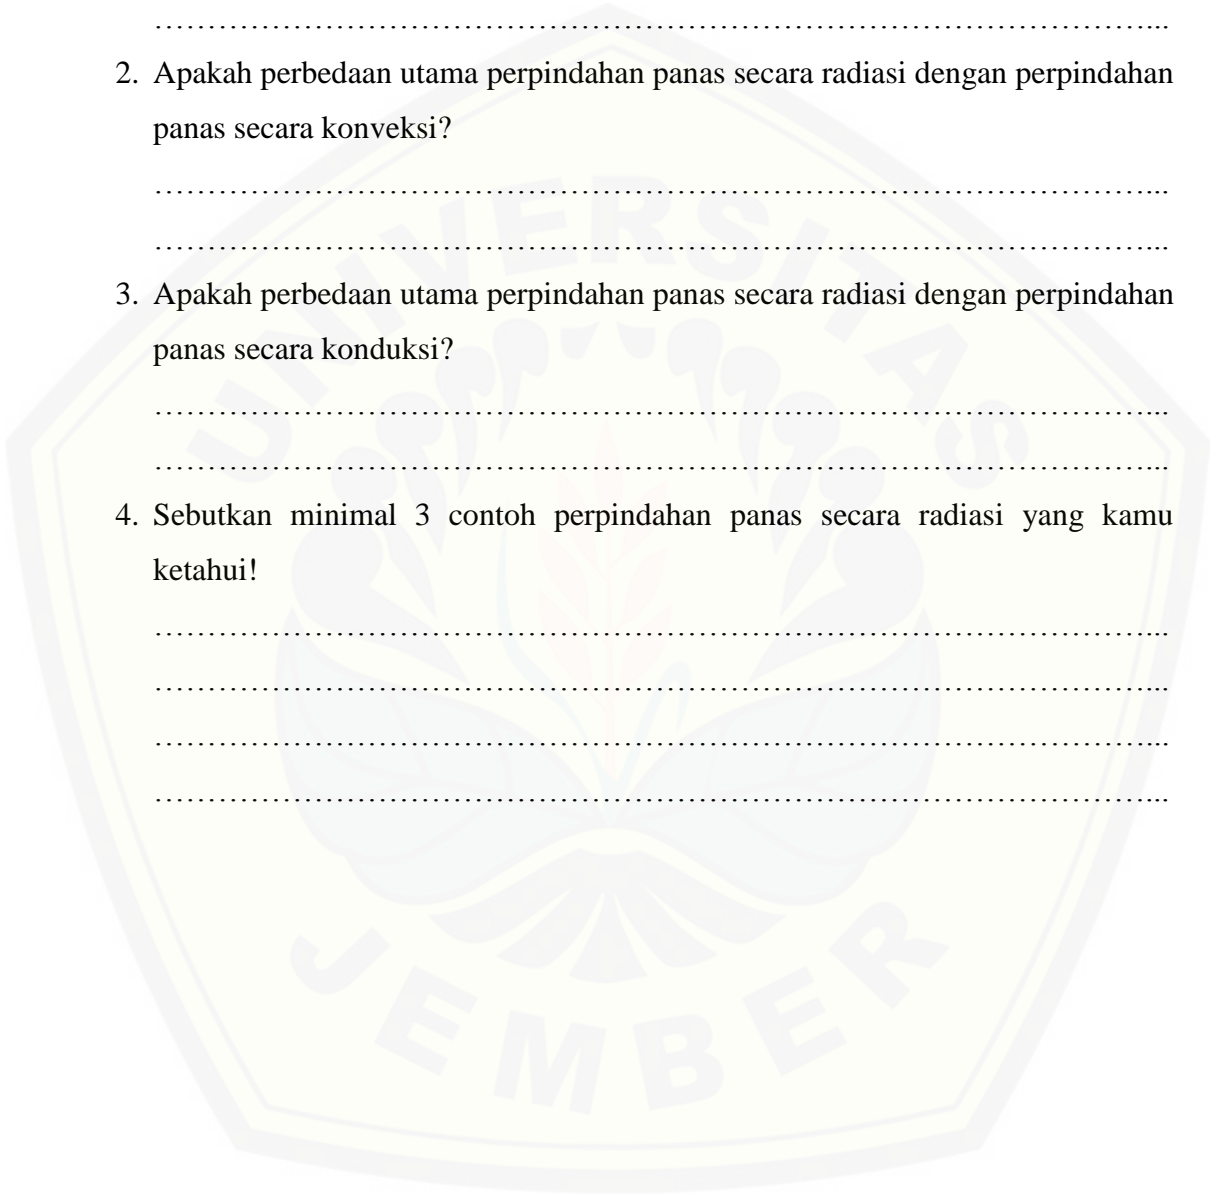 ……………………………………………………………………………………...
2. Apakah perbedaan utama perpindahan panas secara radiasi dengan perpindahan
panas secara konveksi?
……………………………………………………………………………………...
……………………………………………………………………………………...
3. Apakah perbedaan utama perpindahan panas secara radiasi dengan perpindahan
panas secara konduksi?
……………………………………………………………………………………...
……………………………………………………………………………………...
4. Sebutkan minimal 3 contoh perpindahan panas secara radiasi yang kamu
ketahui!
……………………………………………………………………………………...
……………………………………………………………………………………...
……………………………………………………………………………………...
……………………………………………………………………………………...
UNIVERSITAS
JEMBER